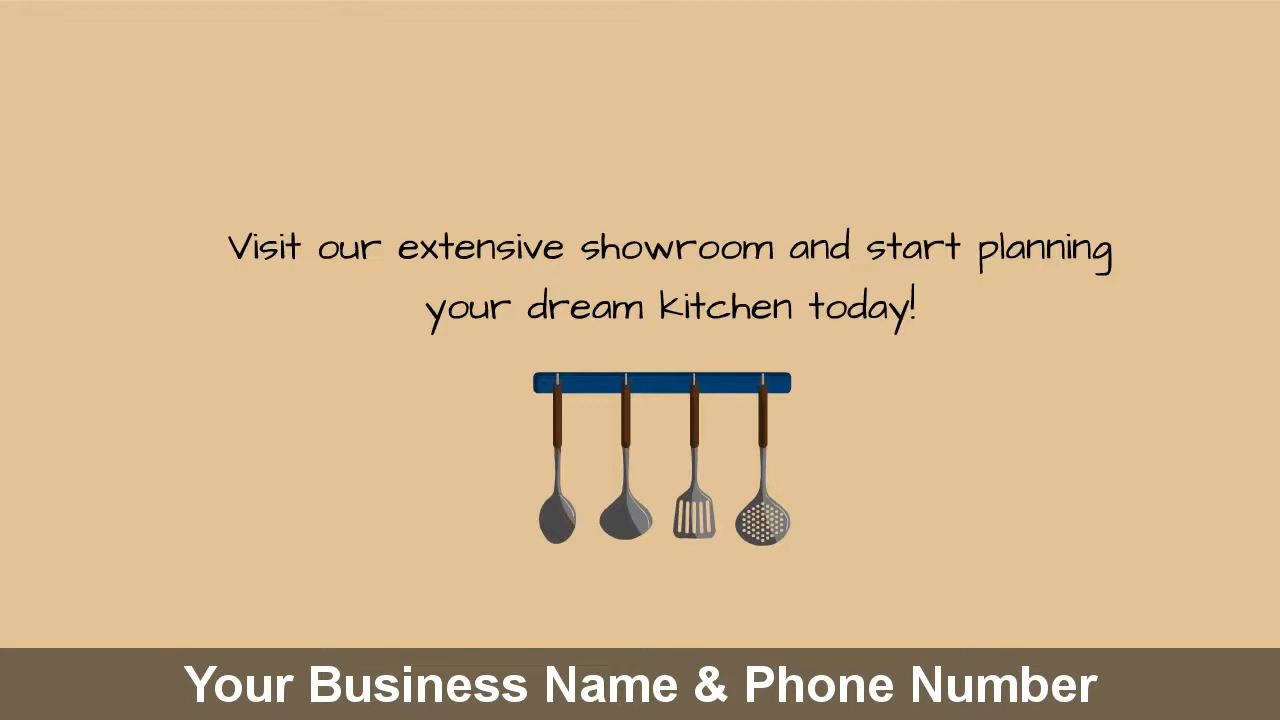 Visit our extensive showroom and start planning
your dream kitchen today!
Your Business Name & Phone Number